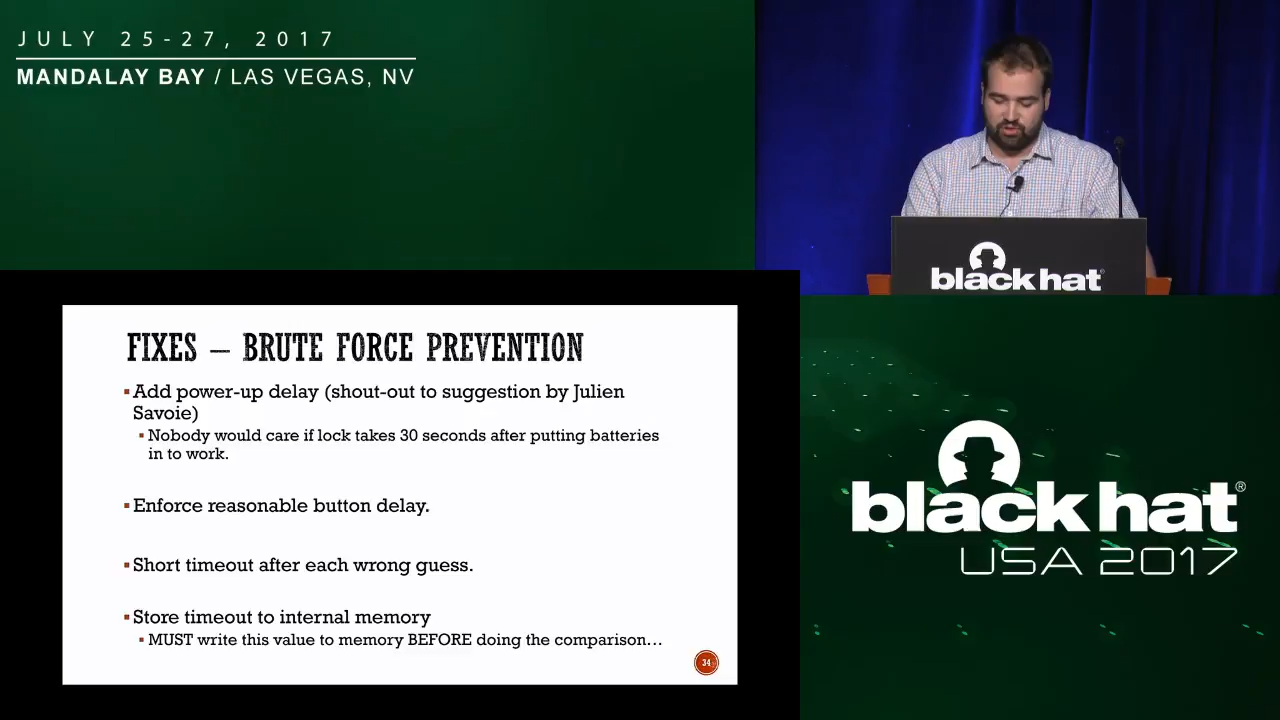 JULY 25-27, 2017
MANDALAY BAY / LAS VEGAS, NV
black hat
FIXES – BRUTE FORCE PREVENTION
▪Add power-up delay (shout-out to suggestion by Julien
Savoie)
▪Nobody would care if lock takes 30 seconds after putting batteries
in to work.
▪Enforce reasonable button delay.
▪Short timeout after each wrong guess.
▪Store timeout to internal memory
▪MUST write this value to memory BEFORE doing the comparison…
34
black hat®
USA 2017